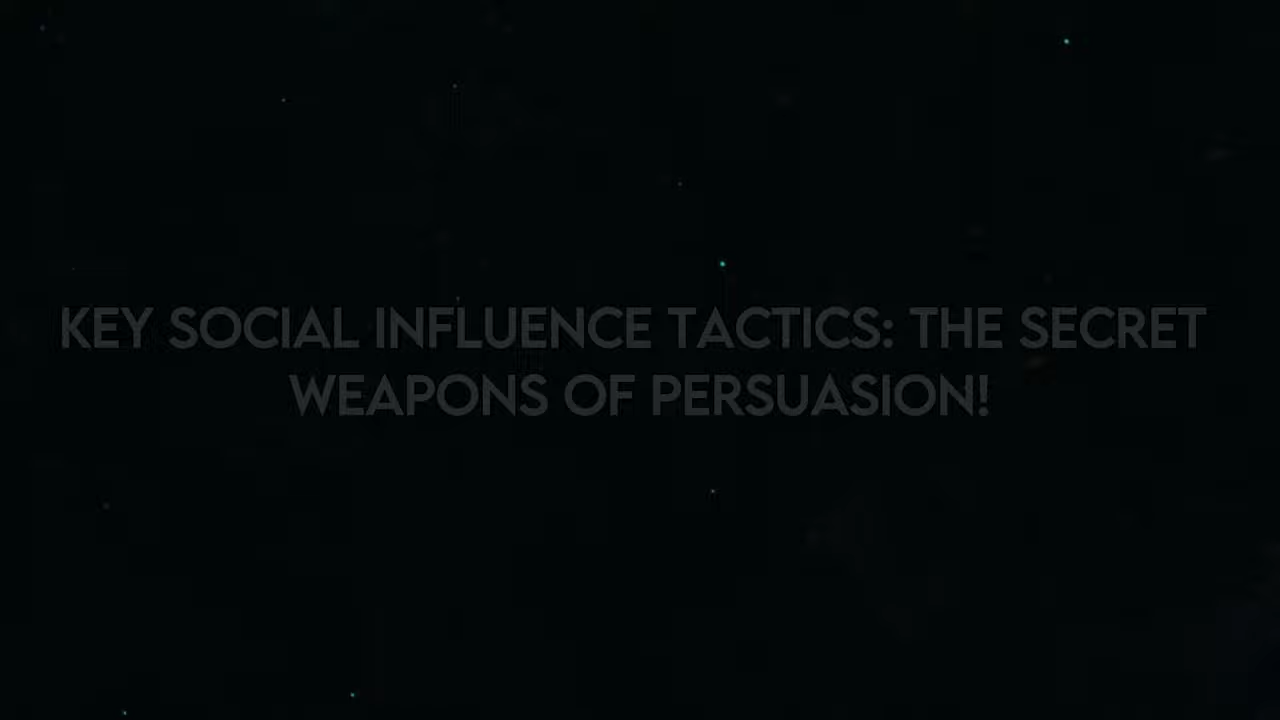 KEY SOCIAL INFLUENCE TACTICS: THE SECRET
WEAPONS OF PERSUASION!